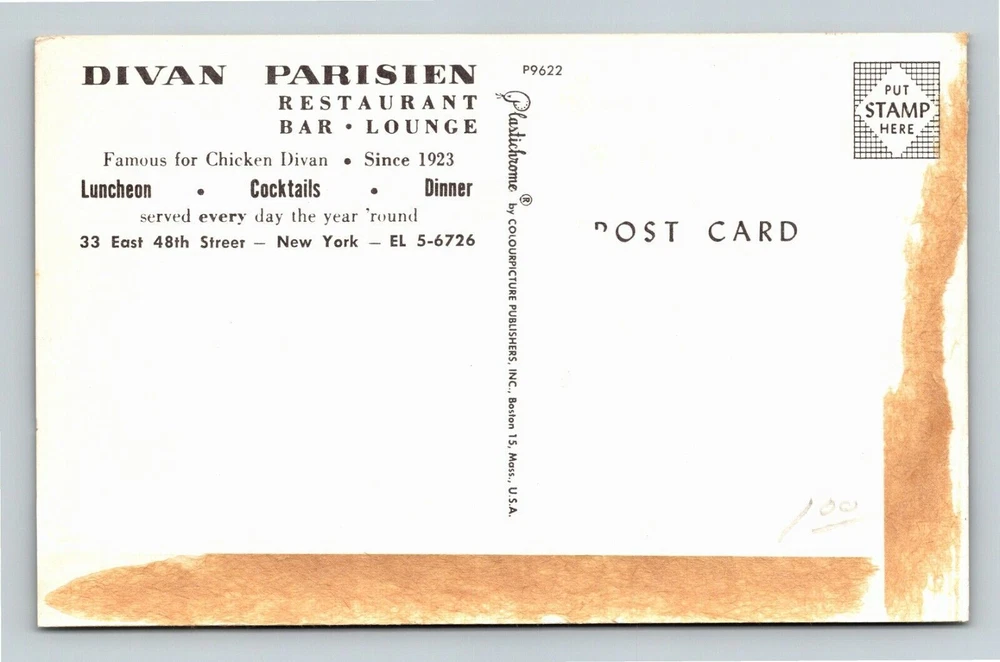 DIVAN PARISIEN
RESTAURANT
BAR • LOUNGE
Famous for Chicken Divan • Since 1923
Luncheon • Cocktails • Dinner
served every day the year 'round
33 East 48th Street — New York — EL 5-6726
P9622
Plastichrome ® by COLOURPICTURE PUBLISHERS, INC., Boston 15, Mass., U.S.A.
PUT
STAMP
HERE
POST CARD
1 00